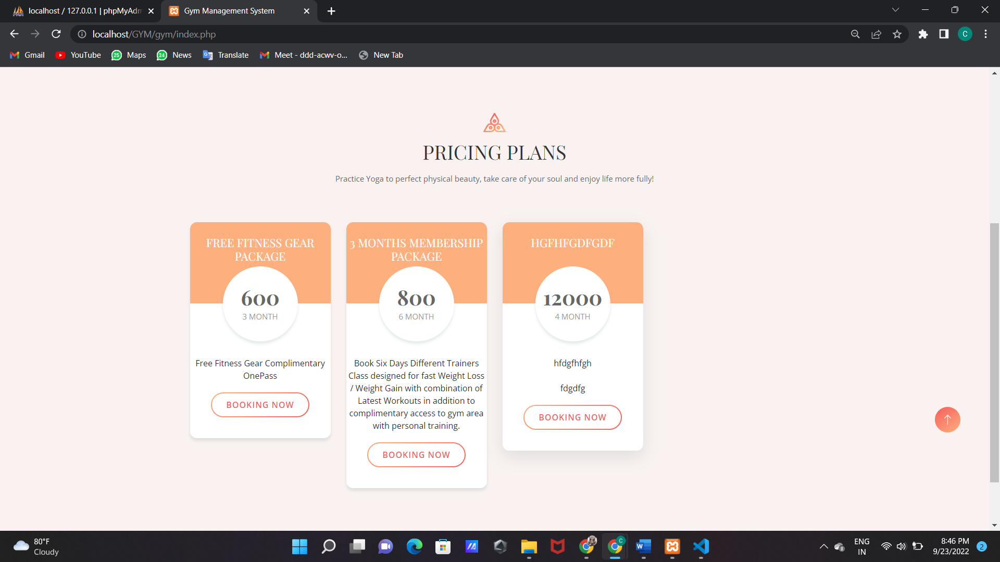 localhost / 127.0.0.1 | phpMyAdm
Gym Management System
localhost/GYM/gym/index.php
C
Gmail
YouTube
25
Maps
24
News
Translate
Meet - ddd-acwv-o...
New Tab
PRICING PLANS
Practice Yoga to perfect physical beauty, take care of your soul and enjoy life more fully!
FREE FITNESS GEAR
PACKAGE
600
3 MONTH
Free Fitness Gear Complimentary
OnePass
BOOKING NOW
3 MONTHS MEMBERSHIP
PACKAGE
800
6 MONTH
Book Six Days Different Trainers
Class designed for fast Weight Loss
/ Weight Gain with combination of
Latest Workouts in addition to
complimentary access to gym area
with personal training.
BOOKING NOW
HGFHFGDFGDF
12000
4 MONTH
hfdgfhfgh
fdgdfg
BOOKING NOW
80°F
Cloudy
C
W
ENG
IN
8:46 PM
9/23/2022
2